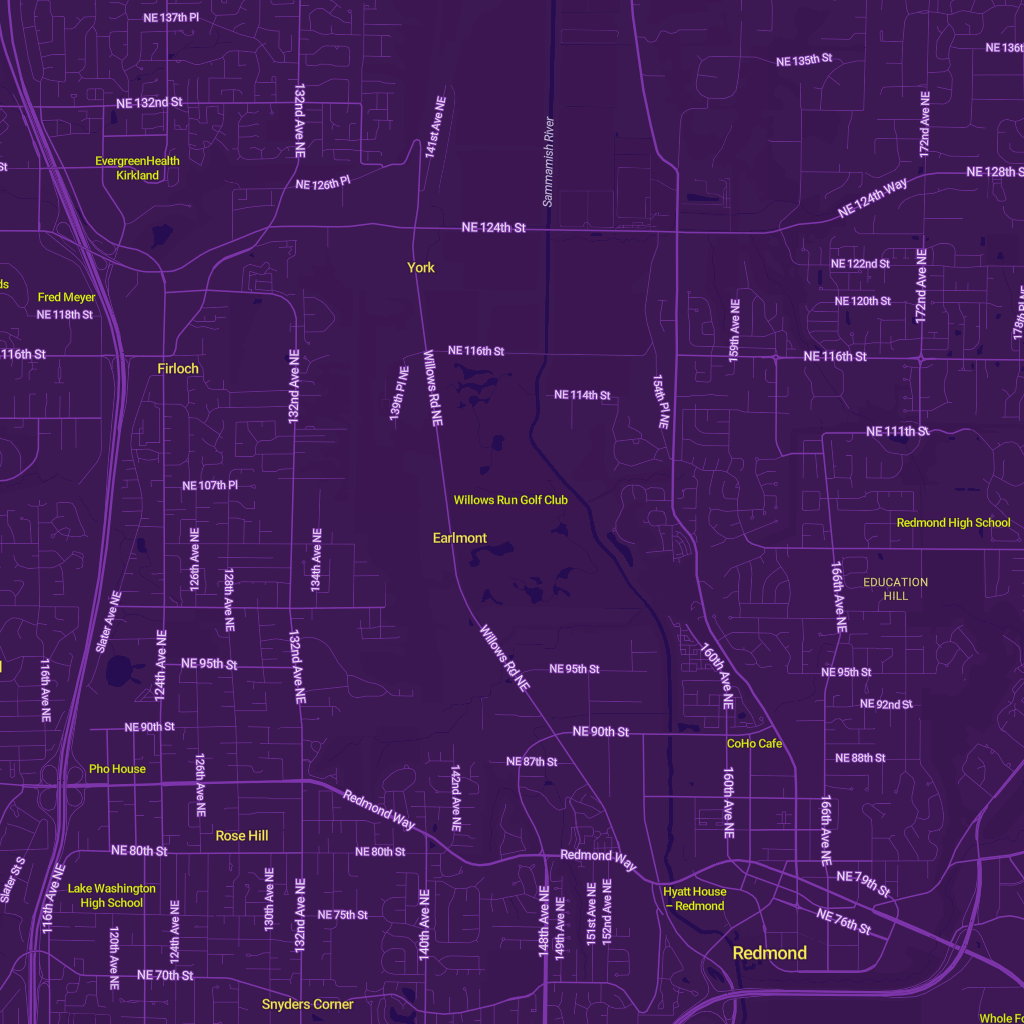 NE 137th Pl
NE 136t
NE 135th St
NE 132nd St
132nd Ave NE
141st Ave NE
172nd Ave NE
Sammamish River
St
EvergreenHealth
Kirkland
NE 126th Pl
NE 128th S
NE 124th Way
NE 124th St
York
NE 122nd St
172nd Ave NE
ds
Fred Meyer
NE 118th St
NE 120th St
178th Pl NE
159th Ave NE
116th St
NE 116th St
NE 116th St
Firloch
132nd Ave NE
139th Pl NE
Willows Rd NE
NE 114th St
154th Pl NE
NE 111th St
NE 107th Pl
Willows Run Golf Club
Redmond High School
Earlmont
126th Ave NE
134th Ave NE
128th Ave NE
166th Ave NE
EDUCATION
HILL
Slater Ave NE
124th Ave NE
132nd Ave NE
Willows Rd NE
160th Ave NE
116th Ave NE
NE 95th St
NE 95th St
NE 95th St
NE 92nd St
NE 90th St
NE 90th St
CoHo Cafe
NE 88th St
NE 87th St
Pho House
126th Ave NE
142nd Ave NE
160th Ave NE
166th Ave NE
Redmond Way
Rose Hill
NE 80th St
NE 80th St
Redmond Way
Slater St S
116th Ave NE
Lake Washington
High School
NE 79th St
Hyatt House
– Redmond
130th Ave NE
132nd Ave NE
140th Ave NE
148th Ave NE
149th Ave NE
151st Ave NE
152nd Ave NE
NE 75th St
NE 76th St
120th Ave NE
124th Ave NE
Redmond
NE 70th St
Snyders Corner
Whole Fo